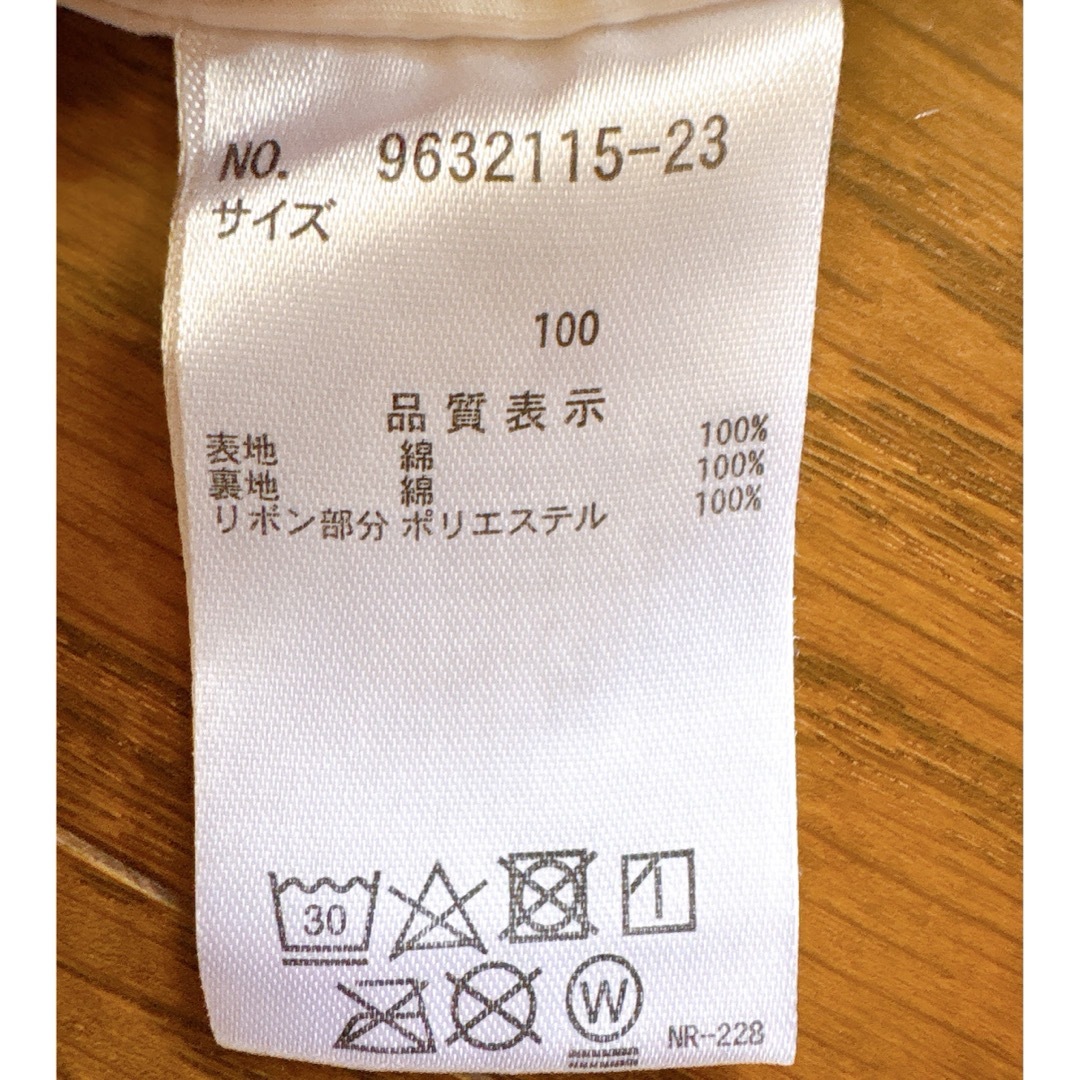 NO. 9632115-23
サイズ
100
品質表示
表地 綿 100%
裏地 綿 100%
リボン部分 ポリエステル 100%
30
W
NR-228